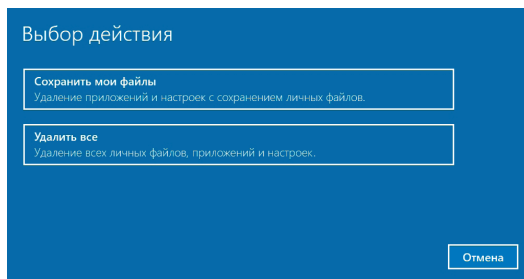 Выбор действия
Сохранить мои файлы
Удаление приложений и настроек с сохранением личных файлов.
Удалить все
Удаление всех личных файлов, приложений и настроек.
Отмена